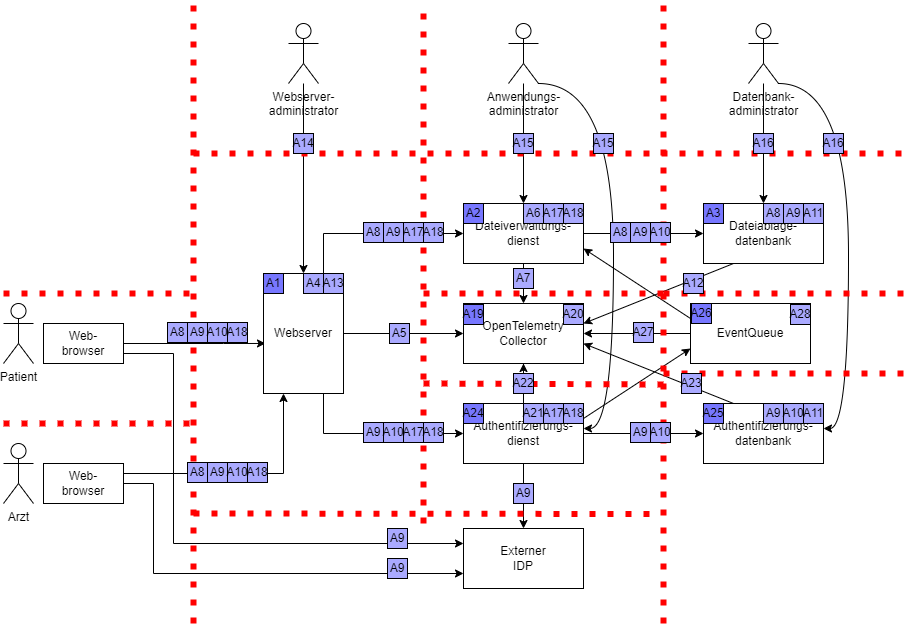 Webserver-
administrator
Anwendungs-
administrator
Datenbank-
administrator
A14
A15
A15
A16
A16
A2
A6
A17
A18
Dateiverwaltungs-
dienst
A3
A8
A9
A11
Dateiablage-
datenbank
A8
A9
A17
A18
A8
A9
A10
A1
A4
A13
Webserver
A7
A12
Patient
Web-
browser
A8
A9
A10
A18
A5
A19
A20
OpenTelemetry
Collector
A27
A26
A28
EventQueue
A22
A23
A24
A21
A17
A18
Authentifizierungs-
dienst
A25
A9
A10
A11
Authentifizierungs-
datenbank
A9
A10
A17
A18
A9
A10
Arzt
Web-
browser
A8
A9
A10
A18
A9
A9
A9
Externer
IDP